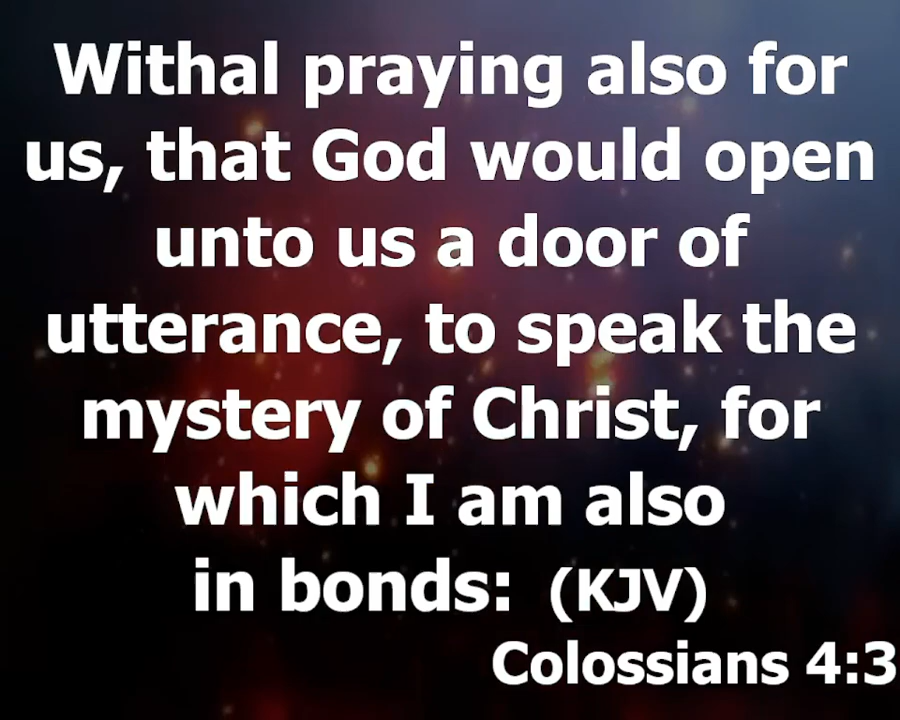 Withal praying also for
us, that God would open
unto us a door of
utterance, to speak the
mystery of Christ, for
which I am also
in bonds: (KJV)
Colossians 4:3